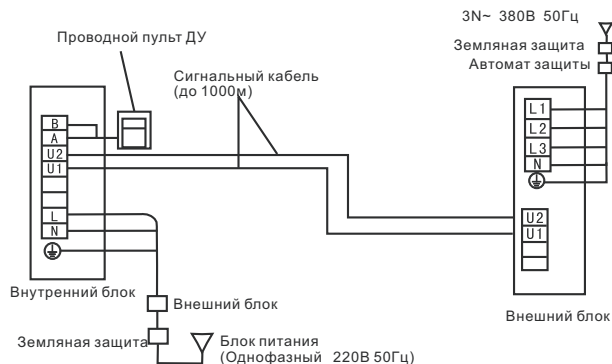 3N~ 380В 50Гц
Проводной пульт ДУ
Земляная защита
Автомат защиты
Сигнальный кабель
(до 1000м)
B
A
U2
U1
L
N
L1
L2
L3
N
U2
U1
Внутренний блок
Внешний блок
Внешний блок
Земляная защита
Блок питания
(Однофазный 220В 50Гц)